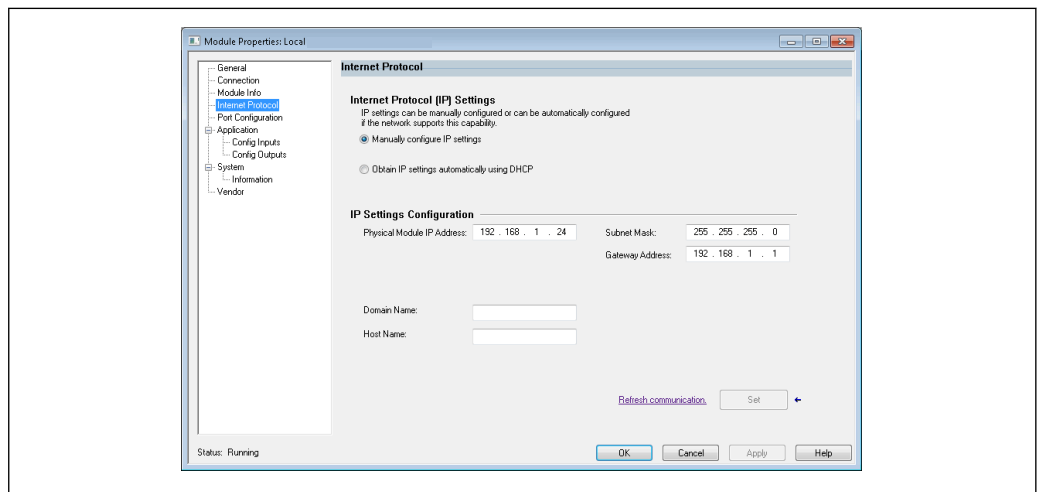 Module Properties: Local
General
Connection
Module Info
Internet Protocol
Port Configuration
Application
Config Inputs
Config Outputs
System
Information
Vendor
Internet Protocol
Internet Protocol (IP) Settings
IP settings can be manually configured or can be automatically configured
if the network supports this capability.
Manually configure IP settings
Obtain IP settings automatically using DHCP
IP Settings Configuration
Physical Module IP Address: 192 . 168 . 1 . 24 Subnet Mask: 255 . 255 . 255 . 0
Gateway Address: 192 . 168 . 1 . 1
Domain Name:
Host Name:
Refresh communication. Set
Status: Running OK Cancel Apply Help